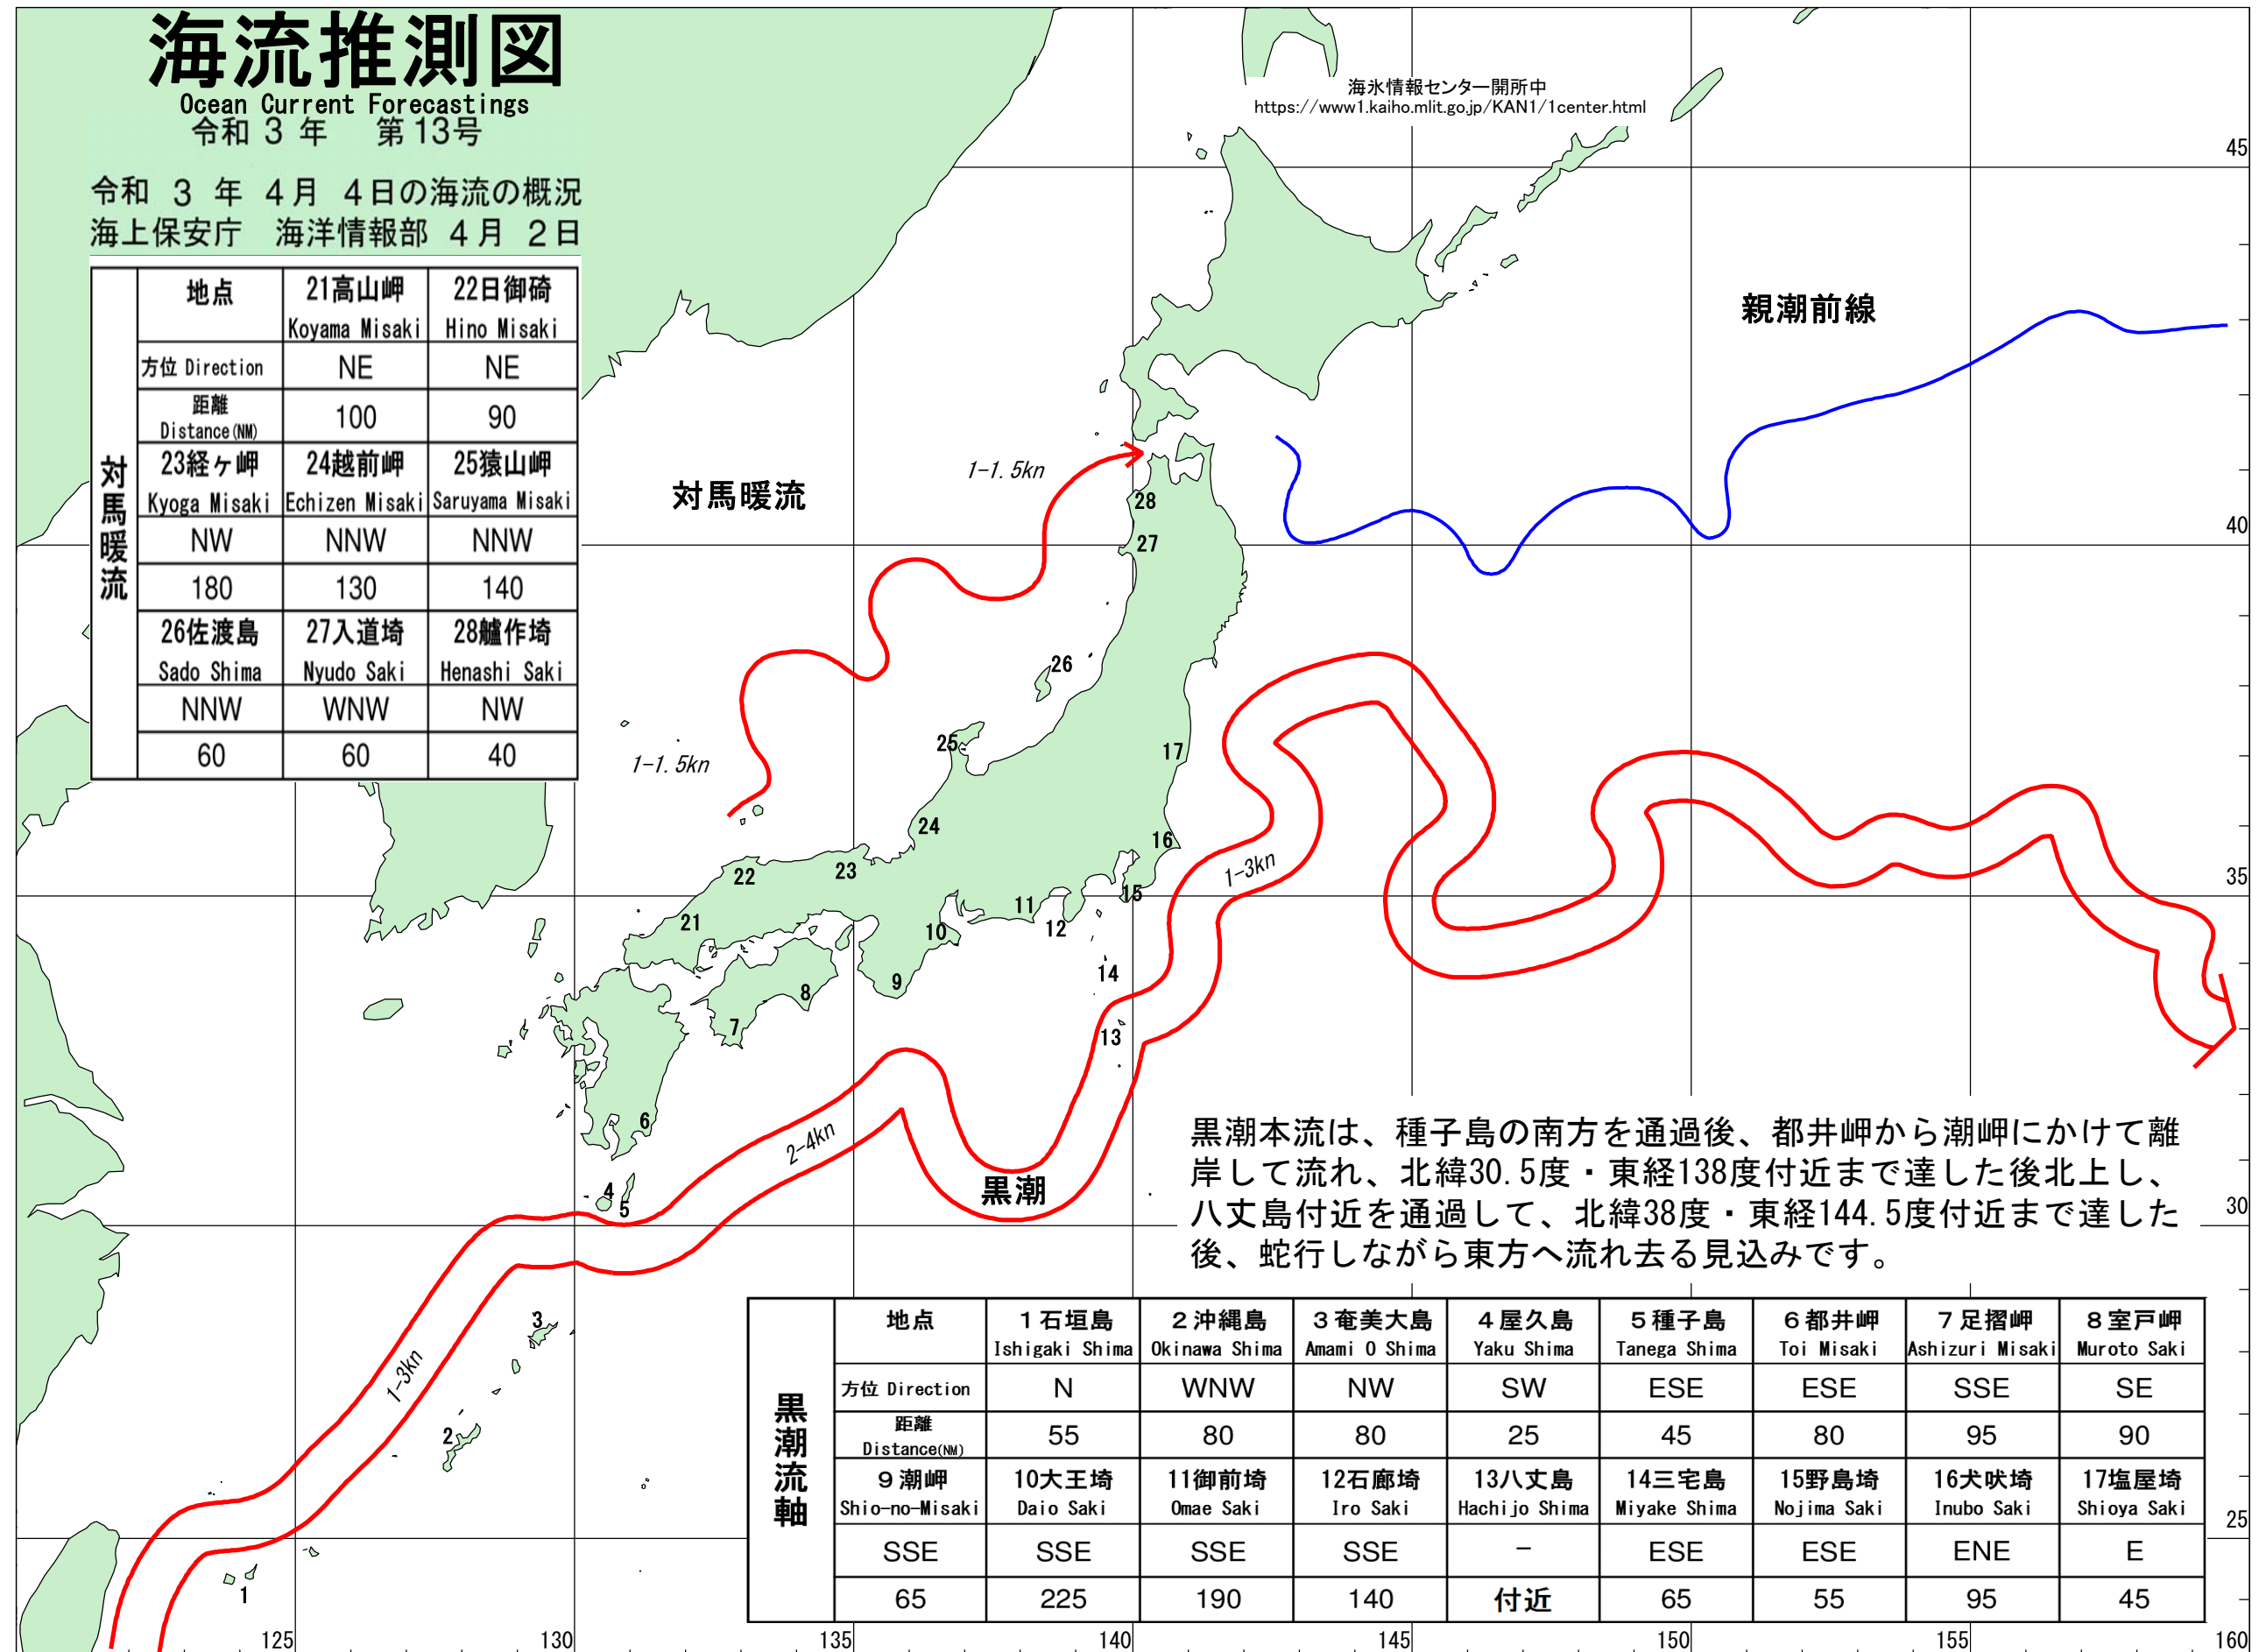 海流推測図
Ocean Current Forecastings
令和 3 年 第 13号
令和 3 年 4月 4日の海流の概況
海上保安庁 海洋情報部 4月 2日
海氷情報センター開所中
https://www1.kaiho.mlit.go.jp/KAN1/1center.html
対馬暖流
地点 21高山岬 22日御碕
Koyama Misaki Hino Misaki
方位 Direction NE NE
距離 Distance(NM) 100 90
23経ヶ岬 24越前岬 25猿山岬
Kyoga Misaki Echizen Misaki Saruyama Misaki
NW NNW NNW
180 130 140
26佐渡島 27入道埼 28艫作埼
Sado Shima Nyudo Saki Henashi Saki
NNW WNW NW
60 60 40
親潮前線
対馬暖流
1-1.5kn
1-1.5kn
45
40
35
30
25
28
27
26
25
17
24
16
23
22
15
11
21
10
12
14
9
8
7
13
6
4
5
3
2
1
1-3kn
2-4kn
黒潮
1-3kn
黒潮本流は、種子島の南方を通過後、都井岬から潮岬にかけて離
岸して流れ、北緯30.5度・東経138度付近まで達した後北上し、
八丈島付近を通過して、北緯38度・東経144.5度付近まで達した
後、蛇行しながら東方へ流れ去る見込みです。
黒潮流軸
地点 1石垣島 2沖縄島 3奄美大島 4屋久島 5種子島 6都井岬 7足摺岬 8室戸岬
Ishigaki Shima Okinawa Shima Amami O Shima Yaku Shima Tanega Shima Toi Misaki Ashizuri Misaki Muroto Saki
方位 Direction N WNW NW SW ESE ESE SSE SE
距離 Distance(NM) 55 80 80 25 45 80 95 90
9潮岬 10大王埼 11御前埼 12石廊埼 13八丈島 14三宅島 15野島埼 16犬吠埼 17塩屋埼
Shio-no-Misaki Daio Saki Omae Saki Iro Saki Hachijo Shima Miyake Shima Nojima Saki Inubo Saki Shioya Saki
SSE SSE SSE SSE - ESE ESE ENE E
65 225 190 140 付近 65 55 95 45
125 130 135 140 145 150 155 160